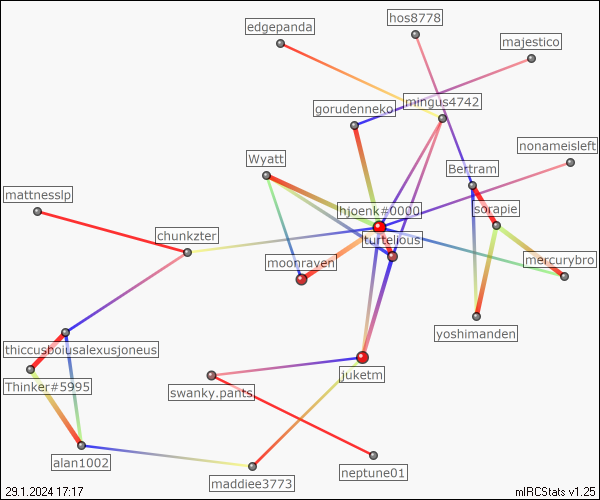 hos8778
edgepanda
majestico
mingus4742
gorudenneko
nonameisleft
Wyatt
Bertram
mattnesslp
hjoenk#0000
sorapie
chunkzter
turtelious
moonraven
mercurybro
yoshimanden
thiccusboiusalexusjoneus
juketm
Thinker#5995
swanky.pants
alan1002
neptune01
maddiee3773
29.1.2024 17:17
mIRCStats v1.25